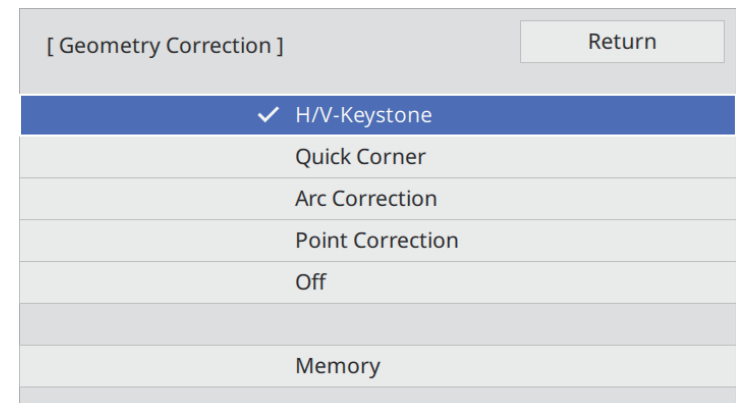 [ Geometry Correction ]
Return
H/V-Keystone
Quick Corner
Arc Correction
Point Correction
Off
Memory